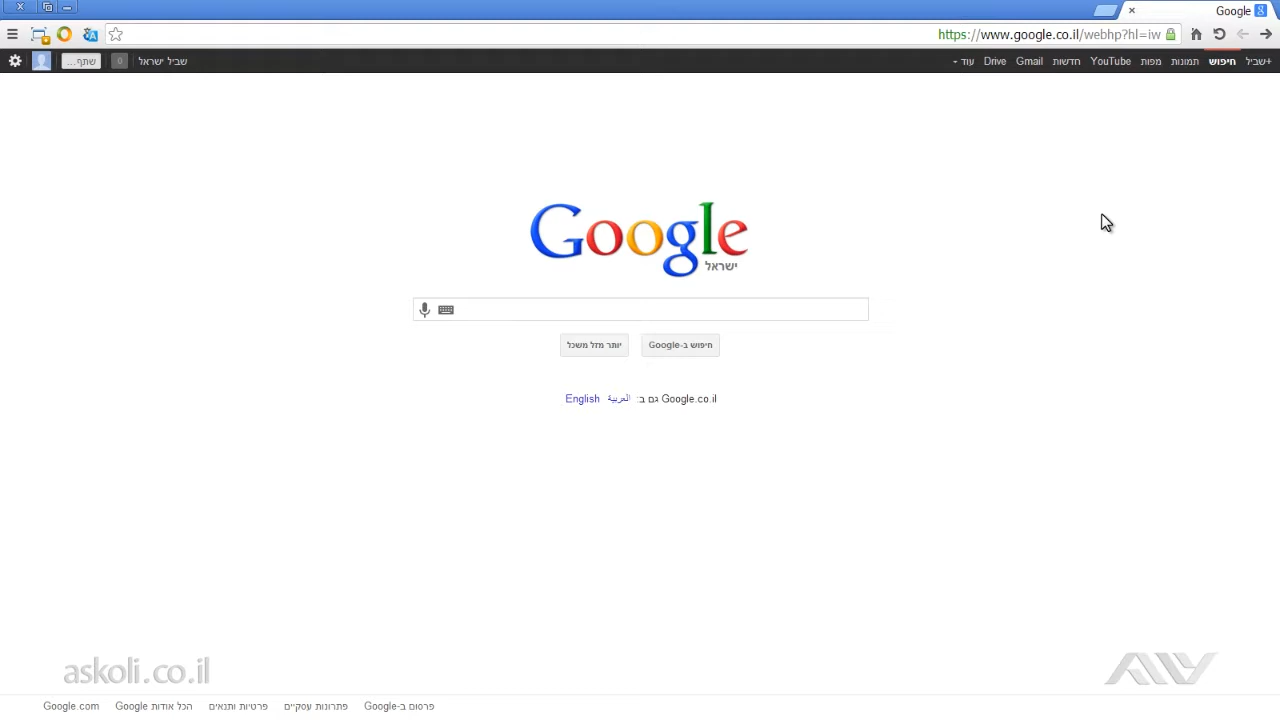 Google
https://www.google.co.il/webhp?hl=iw
+שביל חיפוש תמונות מפות YouTube חדשות Gmail Drive עוד
שביל ישראל 0 שתף...
Google
ישראל
חיפוש ב-Google יותר מזל משכל
Google.co.il גם ב: العربية English
askoli.co.il
פרסום ב-Google פתרונות עסקיים פרטיות ותנאים הכל אודות Google Google.com